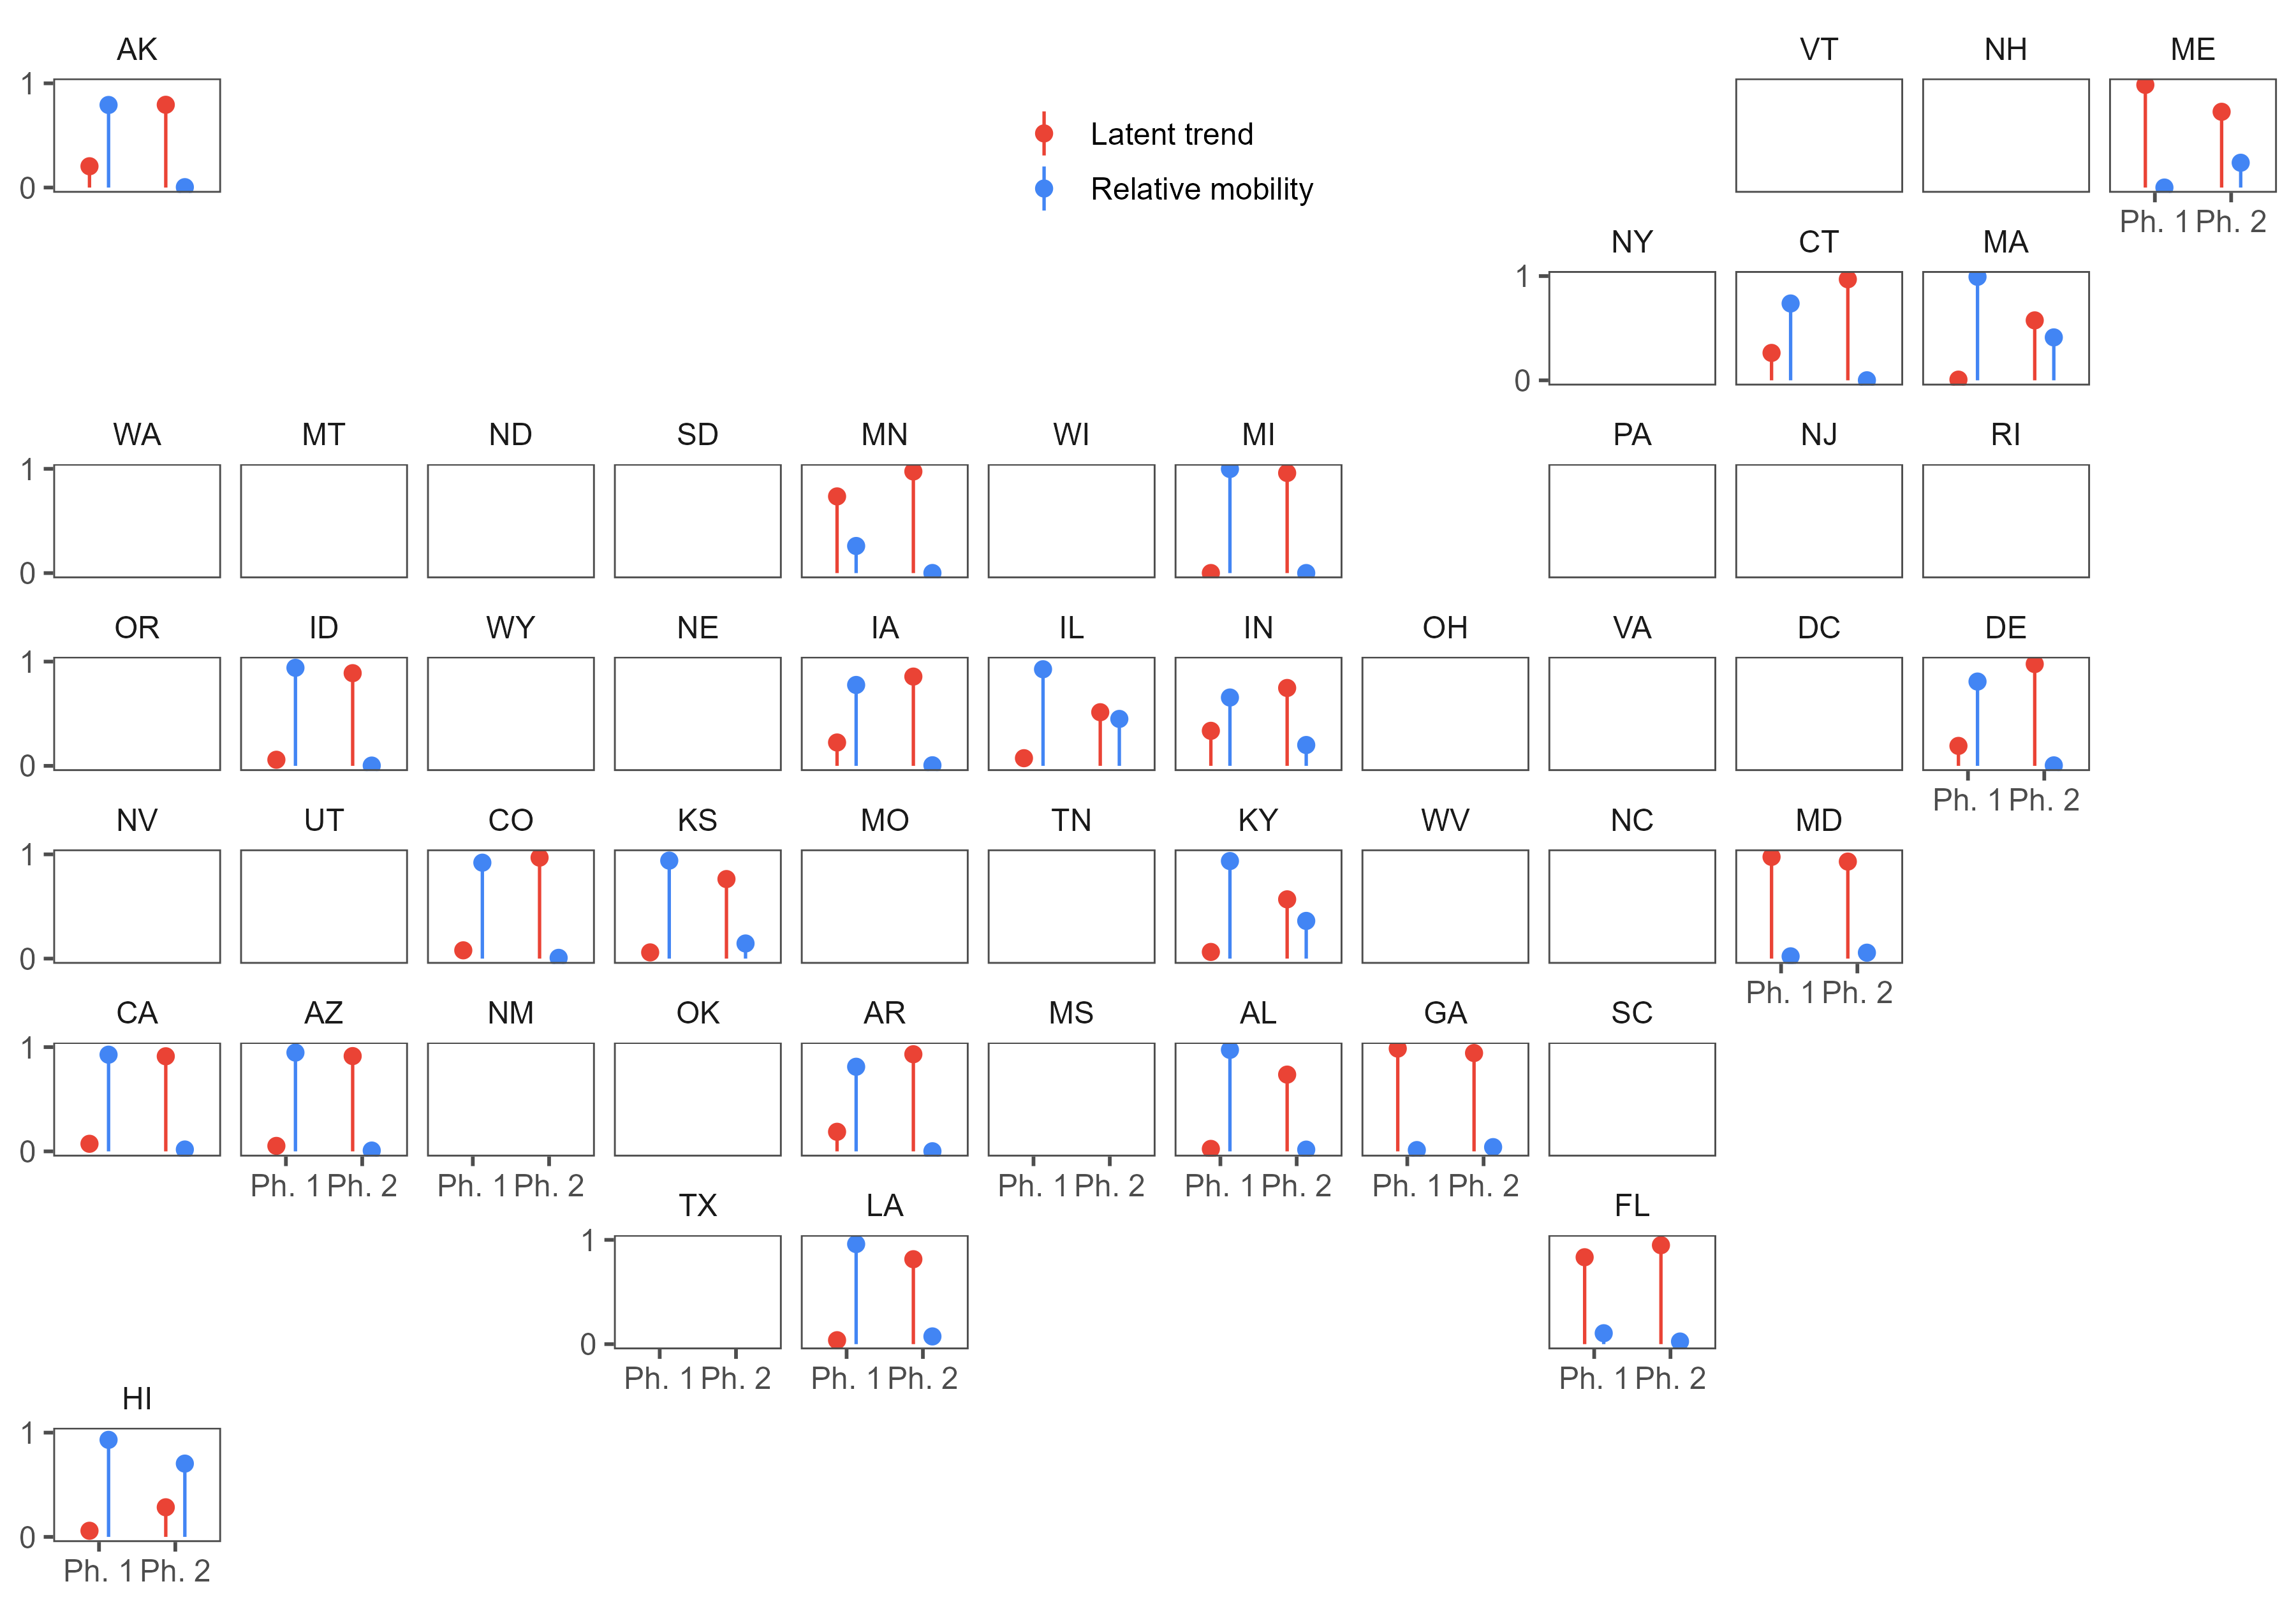 AK VT NH ME
1
0
Latent trend
Relative mobility
Ph. 1 Ph. 2
NY CT MA
1
0
WA MT ND SD MN WI MI PA NJ RI
1
0
OR ID WY NE IA IL IN OH VA DC DE
1
0
Ph. 1 Ph. 2
NV UT CO KS MO TN KY WV NC MD
1
0
Ph. 1 Ph. 2
CA AZ NM OK AR MS AL GA SC
1
0
Ph. 1 Ph. 2 Ph. 1 Ph. 2 Ph. 1 Ph. 2 Ph. 1 Ph. 2 Ph. 1 Ph. 2
TX LA FL
1
0
Ph. 1 Ph. 2 Ph. 1 Ph. 2 Ph. 1 Ph. 2
HI
1
0
Ph. 1 Ph. 2